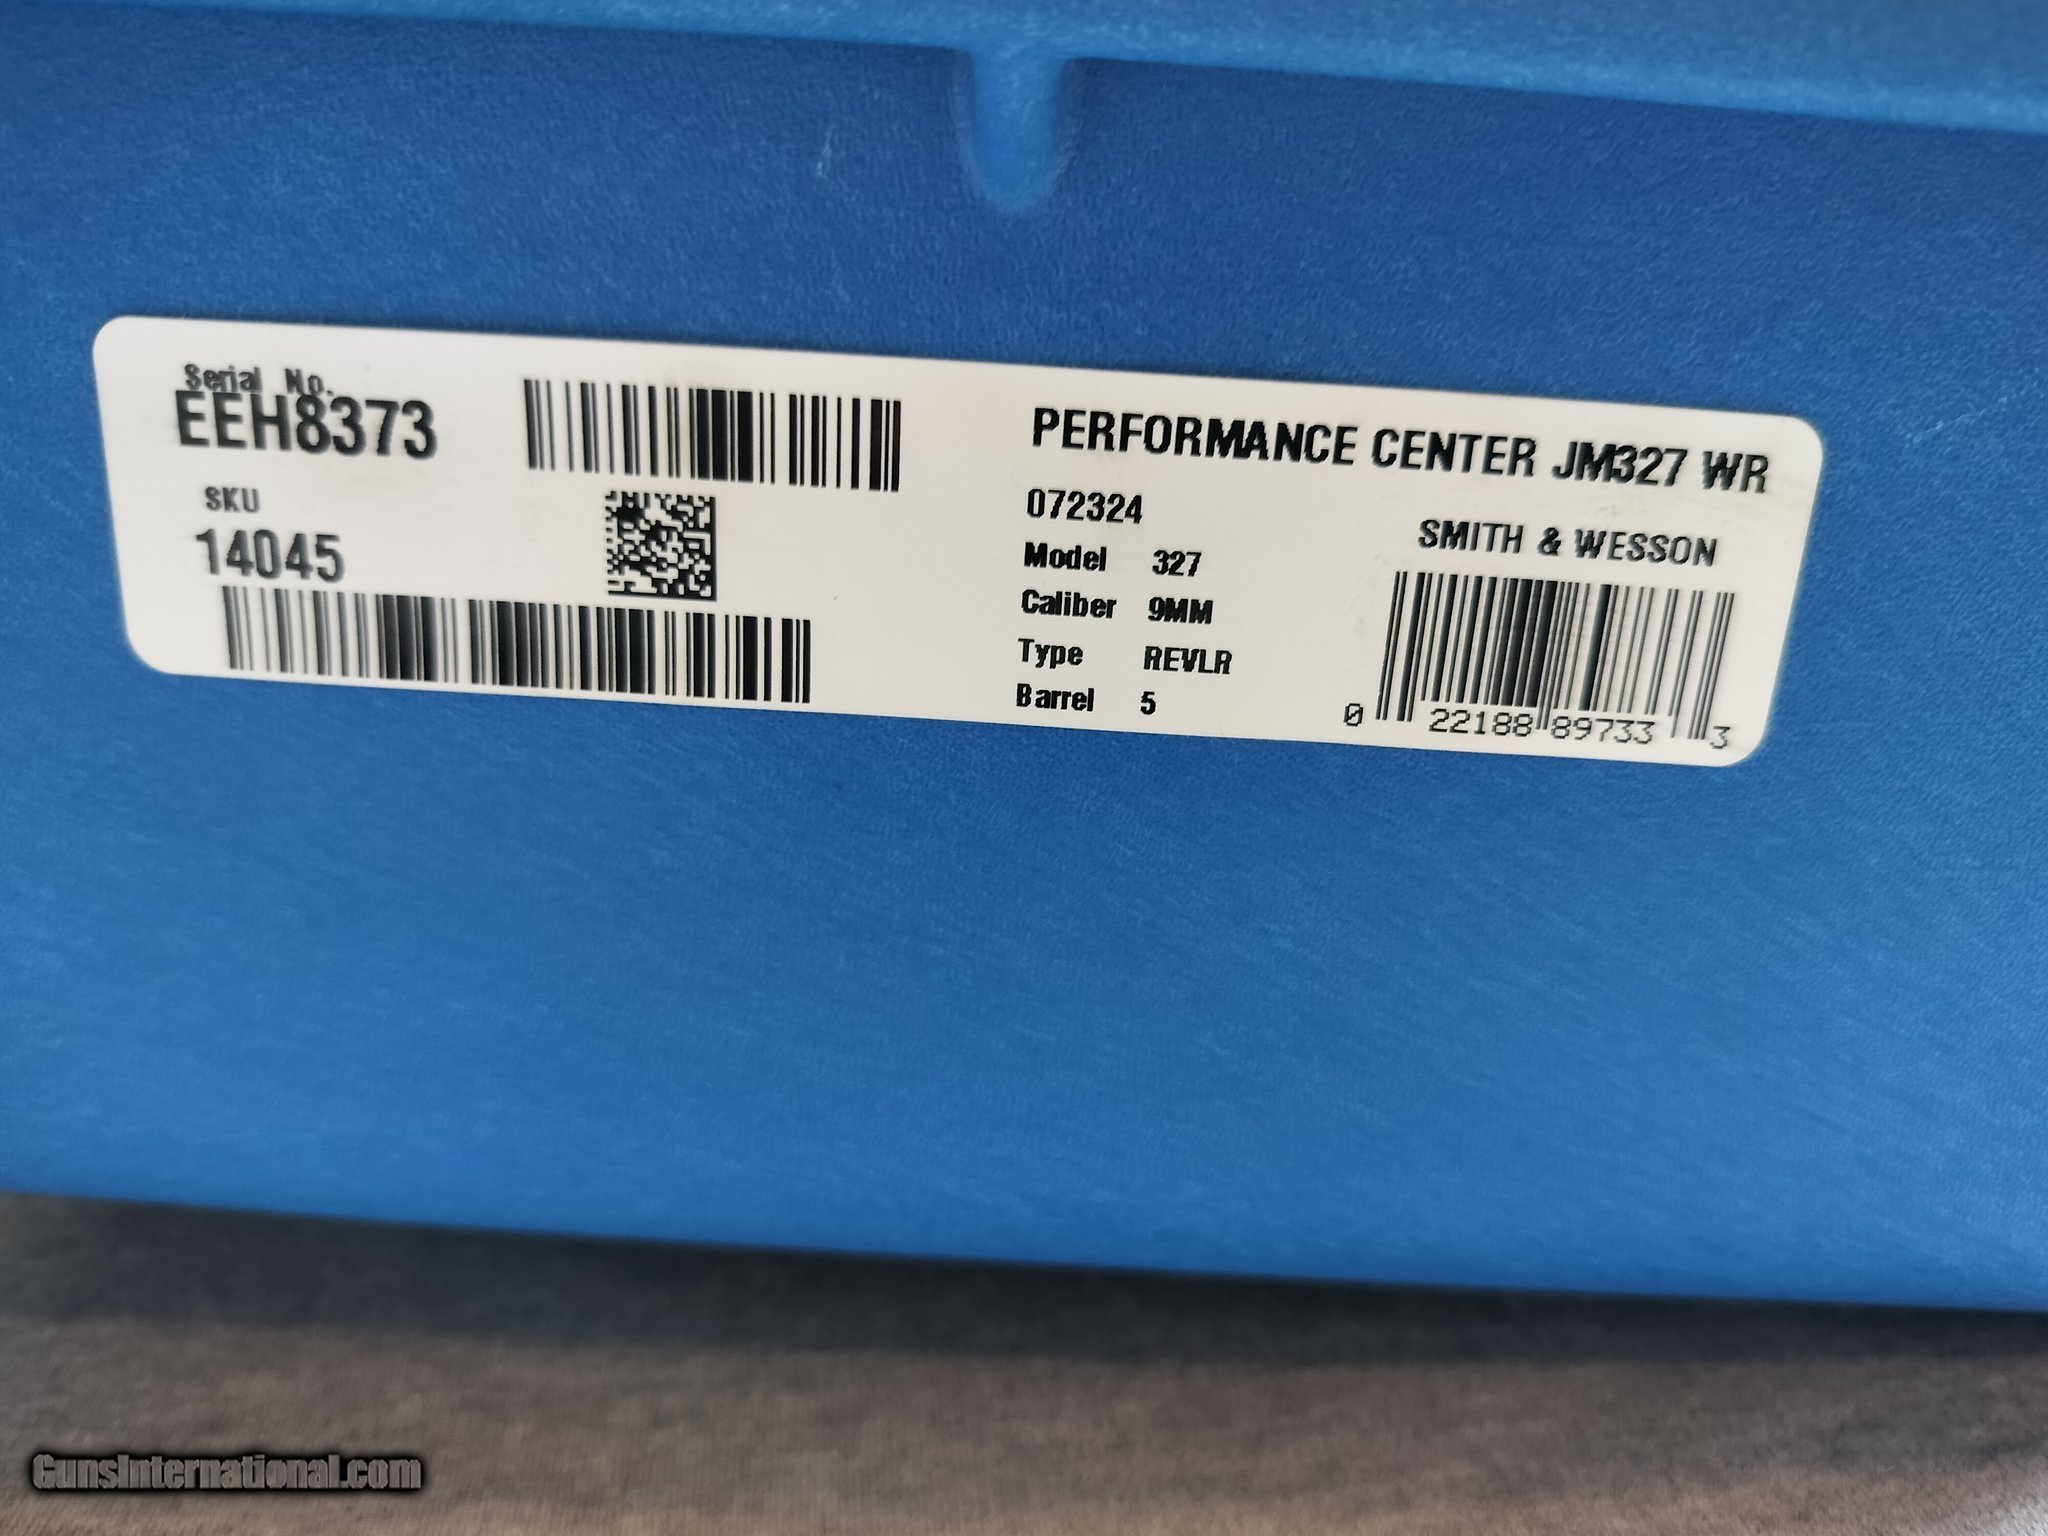 Serial No.
EEH8373
SKU
14045
PERFORMANCE CENTER JM327 WR
072324
SMITH & WESSON
Model 327
Caliber 9MM
Type REVLR
Barrel 5
0 22188 89733 3
GunsInternational.com